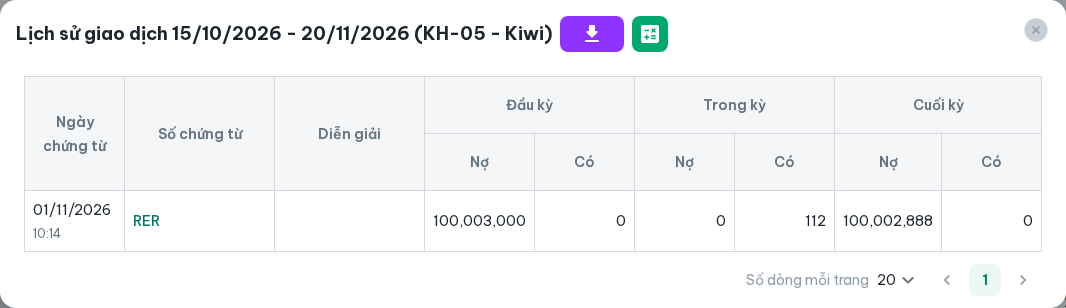 Lịch sử giao dịch 15/10/2026 - 20/11/2026 (KH-05 - Kiwi)
Ngày chứng từ Số chứng từ Diễn giải Đầu kỳ Trong kỳ Cuối kỳ
Nợ Có Nợ Có Nợ Có
01/11/2026 RER 100,003,000 0 0 112 100,002,888 0
10:14
Số dòng mỗi trang 20 1